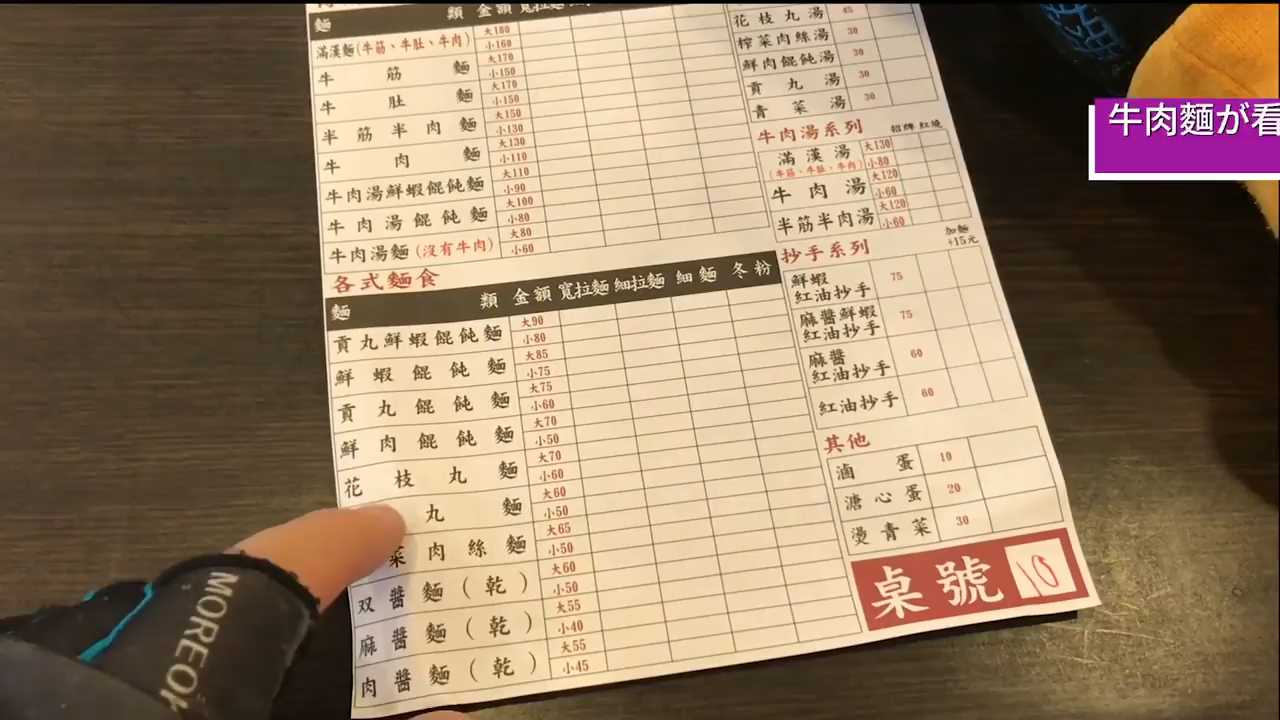 麵 類 金額 寬拉麵
滿漢麵(牛筋、牛肚、牛肉) 大180 小160
牛筋麵 大170 小150
牛肚麵 大170 小150
半筋半肉麵 大150 小130
牛肉麵 大130 小110
牛肉湯鮮蝦餛飩麵 大110 小90
牛肉湯餛飩麵 大100 小80
牛肉湯麵(沒有牛肉) 大80 小60
各式麵食
麵 類 金額 寬拉麵 細拉麵 細麵 冬粉
貢丸鮮蝦餛飩麵 大90 小80
鮮蝦餛飩麵 大85 小75
貢丸餛飩麵 大75 小60
鮮肉餛飩麵 大70 小50
花枝丸麵 大70 小60
丸麵 大60 小50
菜肉絲麵 大65 小50
双醬麵(乾) 大60 小50
麻醬麵(乾) 大55 小40
肉醬麵(乾) 大55 小45
花枝丸湯 45
榨菜肉絲湯 30
鮮肉餛飩湯 30
貢丸湯 30
青菜湯 30
牛肉湯系列 招牌 紅燒
滿漢湯 大130 小80
(牛筋、牛肚、牛肉)
牛肉湯 大120 小60
半筋半肉湯 大120 小60
抄手系列 加麵 +15元
鮮蝦
紅油抄手 75
麻醬鮮蝦
紅油抄手 75
麻醬
紅油抄手 60
紅油抄手 60
其他
滷蛋 10
溏心蛋 20
燙青菜 30
桌號 10
牛肉麵が看